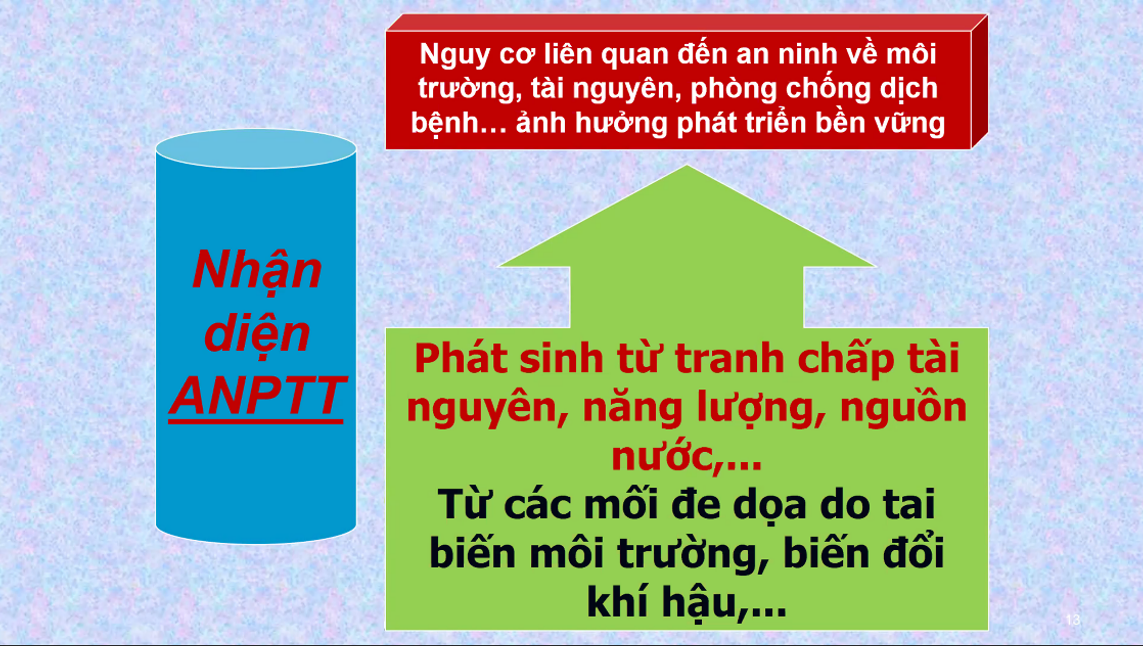 Nguy cơ liên quan đến an ninh về môi
trường, tài nguyên, phòng chống dịch
bệnh... ảnh hưởng phát triển bền vững
Nhận
diện
ANPTT
Phát sinh từ tranh chấp tài
nguyên, năng lượng, nguồn
nước,...
Từ các mối đe dọa do tai
biến môi trường, biến đổi
khí hậu,...
13